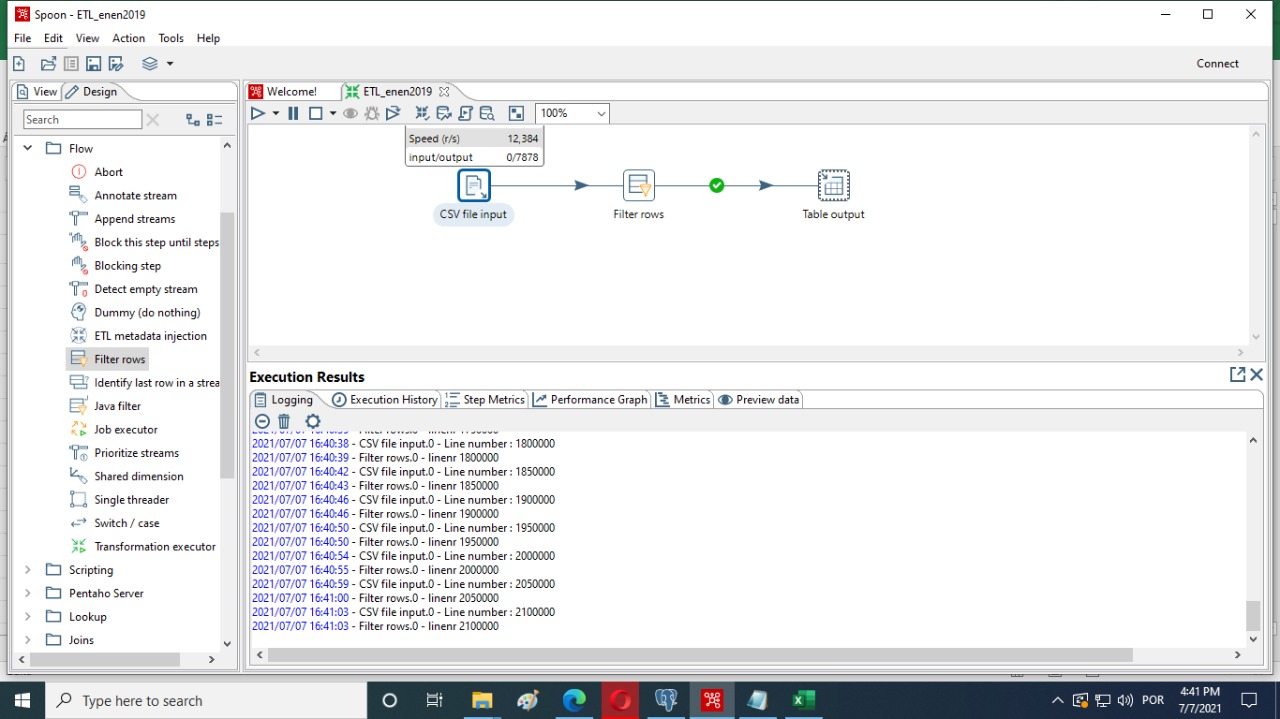 Spoon - ETL_enen2019
File Edit View Action Tools Help
Connect
View Design
Welcome! ETL_enen2019
Search
100%
Flow
Abort
Annotate stream
Append streams
Block this step until steps
Blocking step
Detect empty stream
Dummy (do nothing)
ETL metadata injection
Filter rows
Identify last row in a strea
Java filter
Job executor
Prioritize streams
Shared dimension
Single threader
Switch / case
Transformation executor
Scripting
Pentaho Server
Lookup
Joins
Speed (r/s) 12,384
input/output 0/7878
CSV file input Filter rows Table output
Execution Results
Logging Execution History Step Metrics Performance Graph Metrics Preview data
2021/07/07 16:40:38 - CSV file input.0 - Line number : 1800000
2021/07/07 16:40:39 - Filter rows.0 - linenr 1800000
2021/07/07 16:40:42 - CSV file input.0 - Line number : 1850000
2021/07/07 16:40:43 - Filter rows.0 - linenr 1850000
2021/07/07 16:40:46 - CSV file input.0 - Line number : 1900000
2021/07/07 16:40:46 - Filter rows.0 - linenr 1900000
2021/07/07 16:40:50 - CSV file input.0 - Line number : 1950000
2021/07/07 16:40:50 - Filter rows.0 - linenr 1950000
2021/07/07 16:40:54 - CSV file input.0 - Line number : 2000000
2021/07/07 16:40:55 - Filter rows.0 - linenr 2000000
2021/07/07 16:40:59 - CSV file input.0 - Line number : 2050000
2021/07/07 16:41:00 - Filter rows.0 - linenr 2050000
2021/07/07 16:41:03 - CSV file input.0 - Line number : 2100000
2021/07/07 16:41:03 - Filter rows.0 - linenr 2100000
Type here to search
POR
4:41 PM
7/7/2021